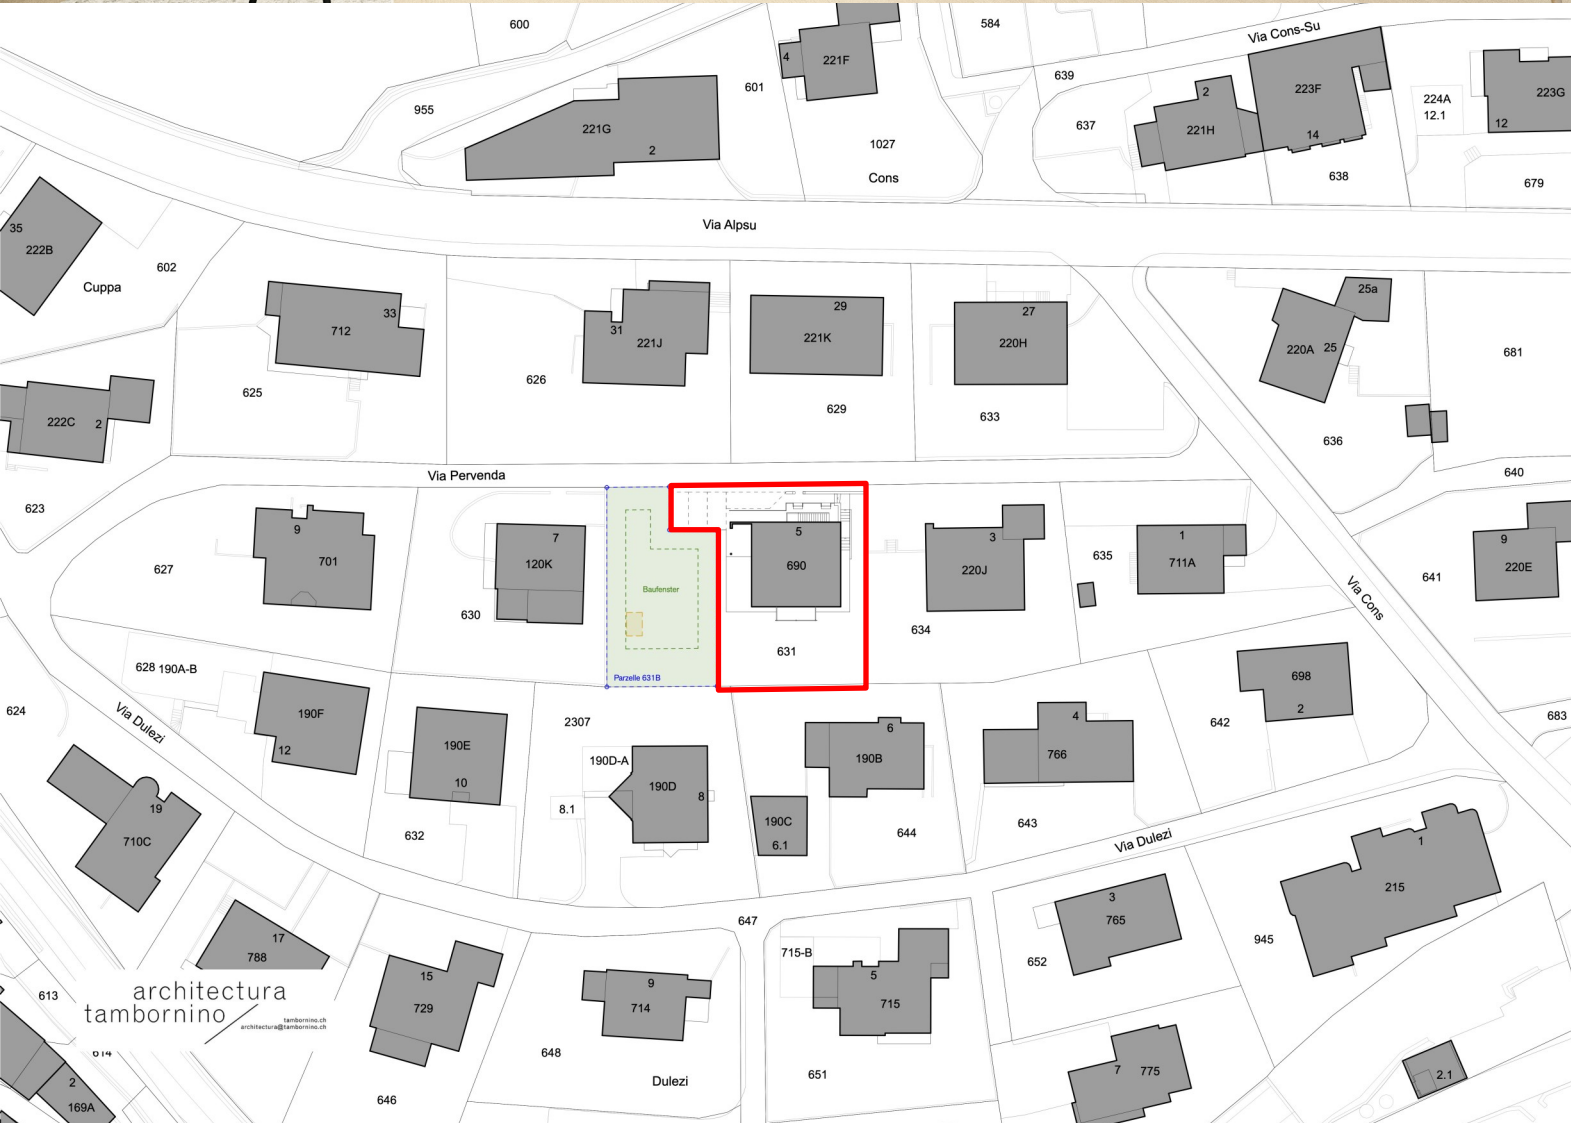 600
584
Via Cons-Su
4
221F
639
601
2
223F
223G
955
224A
12.1
221G
637
221H
12
2
14
1027
Cons
638
679
Via Alpsu
35
222B
602
Cuppa
25a
29
27
33
712
31
221J
221K
220H
220A
25
681
626
625
629
633
222C
2
636
Via Pervenda
640
623
9
7
5
3
1
9
701
120K
690
220J
635
711A
220E
627
Baufenster
641
630
634
Via Cons
631
628 190A-B
Parzelle 631B
698
624
Via Dulezi
190F
2307
6
4
642
2
683
12
190E
190D-A
190B
766
10
190D
8
19
8.1
190C
643
710C
632
6.1
644
Via Dulezi
1
215
3
765
647
17
788
715-B
945
652
15
5
9
613
729
714
715
architectura
tambornino
tambornino.ch
architectura@tambornino.ch
614
648
2
7
775
2.1
Dulezi
651
169A
646